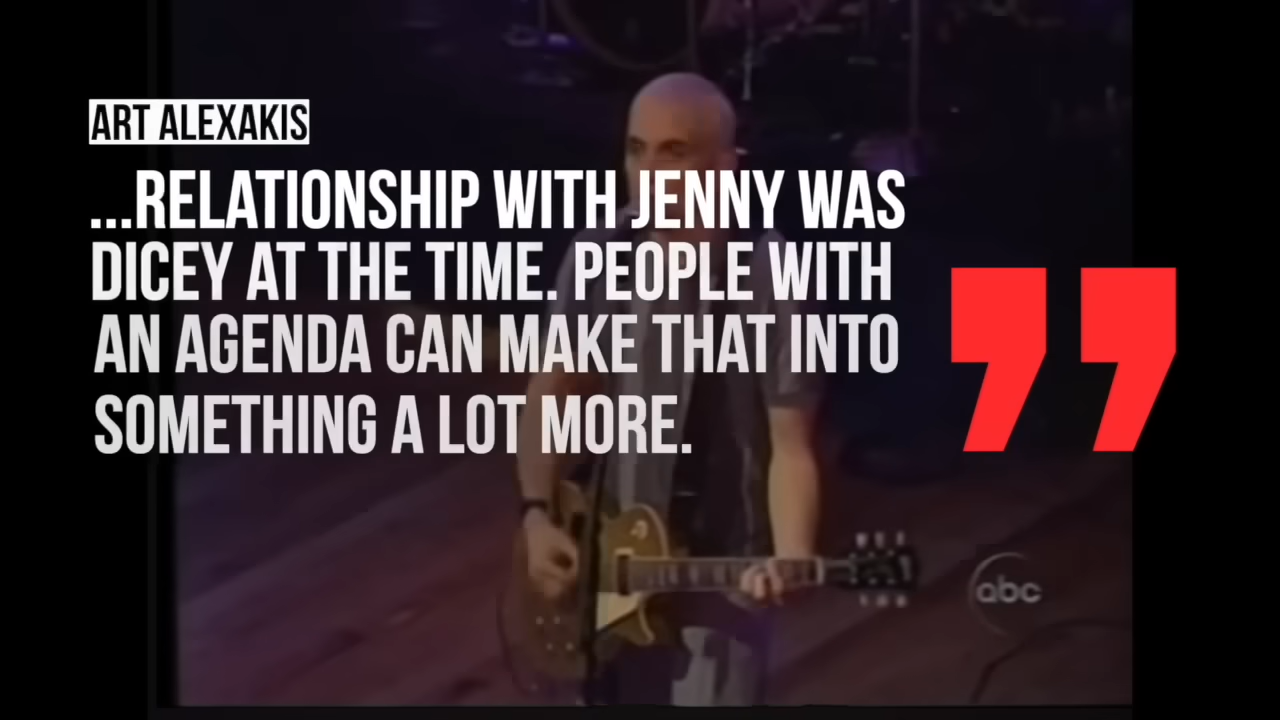 ART ALEXAKIS
...RELATIONSHIP WITH JENNY WAS
DICEY AT THE TIME. PEOPLE WITH
AN AGENDA CAN MAKE THAT INTO
SOMETHING A LOT MORE.
”
abc